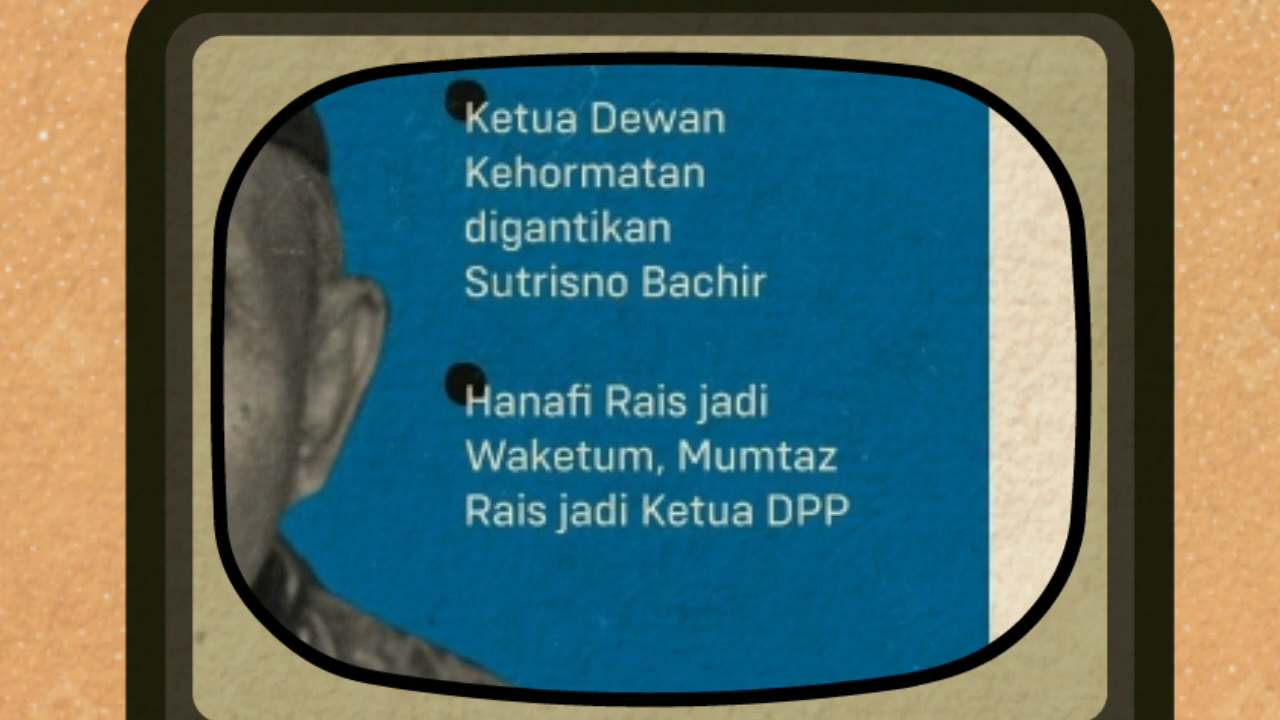 Ketua Dewan
Kehormatan
digantikan
Sutrisno Bachir
Hanafi Rais jadi
Waketum, Mumtaz
Rais jadi Ketua DPP